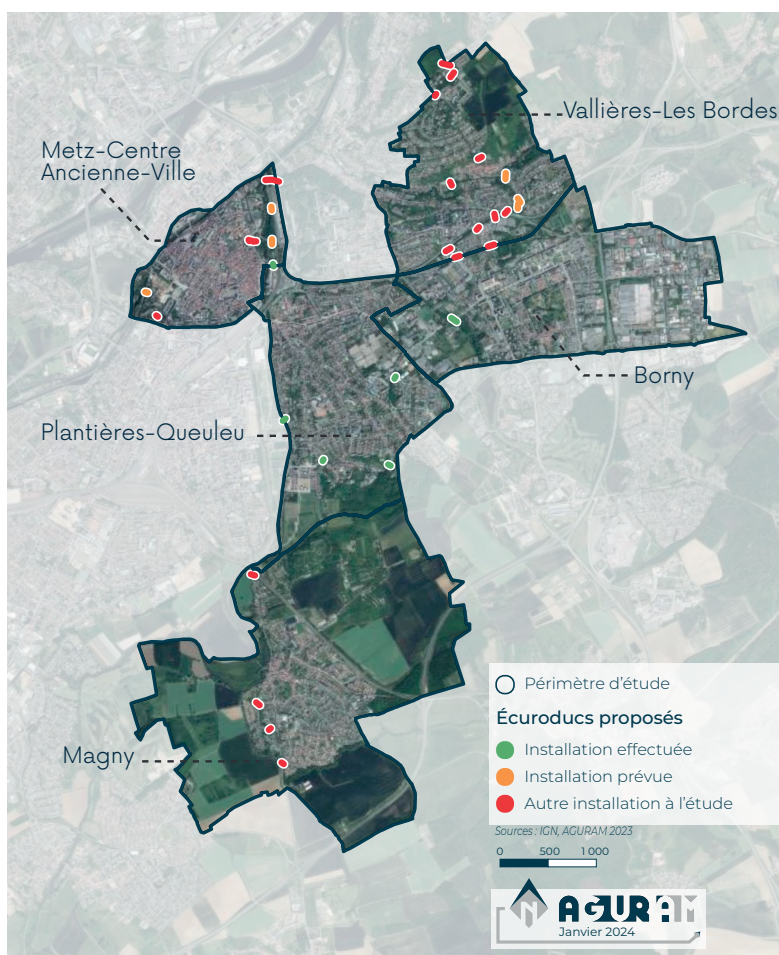 Vallières-Les Bordes
Metz-Centre
Ancienne-Ville
Borny
Plantières-Queuleu
Magny
Périmètre d'étude
Écuroducs proposés
Installation effectuée
Installation prévue
Autre installation à l'étude
Sources : IGN, AGURAM 2023
0 500 1 000
N
AGURAM
Janvier 2024